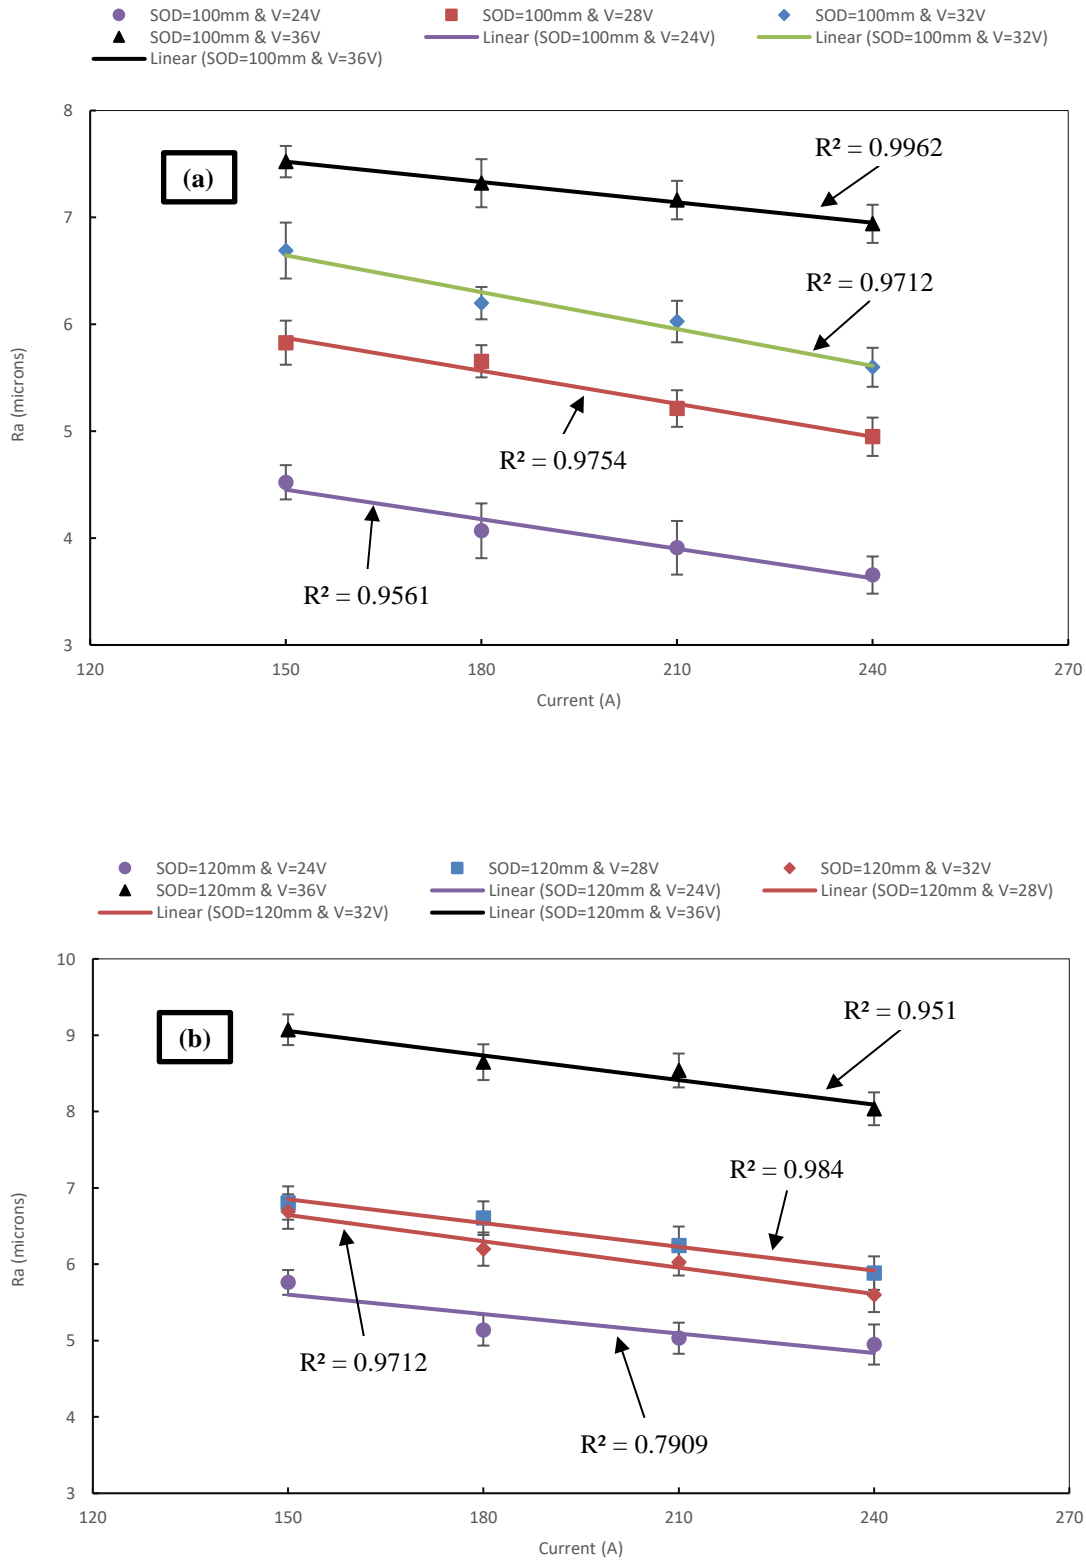 SOD=100mm & V=24V SOD=100mm & V=28V SOD=100mm & V=32V
SOD=100mm & V=36V Linear (SOD=100mm & V=24V) Linear (SOD=100mm & V=32V)
Linear (SOD=100mm & V=36V)
8
R² = 0.9962
(a)
7
R² = 0.9712
6
Ra (microns)
5
R² = 0.9754
4
R² = 0.9561
3
120 150 180 210 240 270
Current (A)
SOD=120mm & V=24V SOD=120mm & V=28V SOD=120mm & V=32V
SOD=120mm & V=36V Linear (SOD=120mm & V=24V) Linear (SOD=120mm & V=28V)
Linear (SOD=120mm & V=32V) Linear (SOD=120mm & V=36V)
10
R² = 0.951
(b)
9
8
R² = 0.984
7
Ra (microns)
6
R² = 0.9712
5
4
R² = 0.7909
3
120 150 180 210 240 270
Current (A)